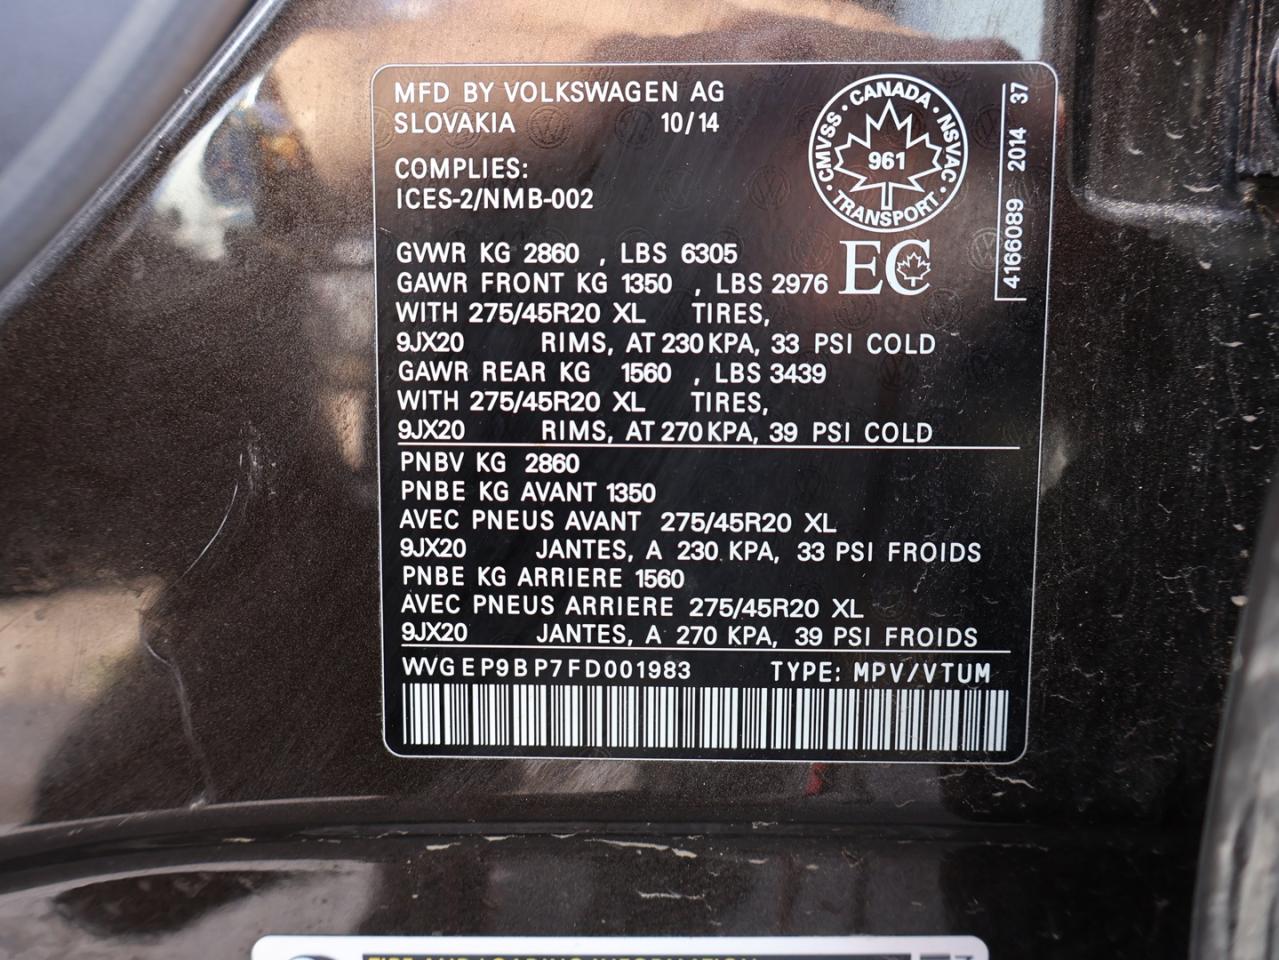 MFD BY VOLKSWAGEN AG
SLOVAKIA 10/14
COMPLIES:
ICES-2/NMB-002
CANADA
CMVSS • NSVAC
961
TRANSPORT
EC
4166089 2014 37
GVWR KG 2860 , LBS 6305
GAWR FRONT KG 1350 , LBS 2976
WITH 275/45R20 XL TIRES,
9JX20 RIMS, AT 230 KPA, 33 PSI COLD
GAWR REAR KG 1560 , LBS 3439
WITH 275/45R20 XL TIRES,
9JX20 RIMS, AT 270 KPA, 39 PSI COLD
PNBV KG 2860
PNBE KG AVANT 1350
AVEC PNEUS AVANT 275/45R20 XL
9JX20 JANTES, A 230 KPA, 33 PSI FROIDS
PNBE KG ARRIERE 1560
AVEC PNEUS ARRIERE 275/45R20 XL
9JX20 JANTES, A 270 KPA, 39 PSI FROIDS
WVGEP9BP7FD001983 TYPE: MPV/VTUM
TIRE AND LOADING INFORMATION